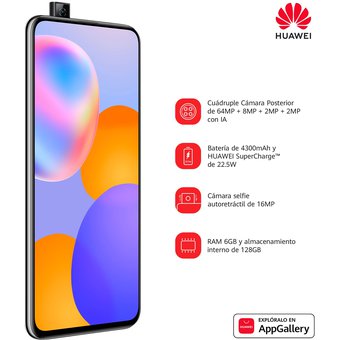 HUAWEI
Cuádruple Cámara Posterior
de 64MP + 8MP + 2MP + 2MP
con IA
Batería de 4300mAh y
HUAWEI SuperCharge™
de 22.5W
Cámara selfie
autoretráctil de 16MP
RAM 6GB y almacenamiento
interno de 128GB
EXPLÓRALO EN
HUAWEI
AppGallery